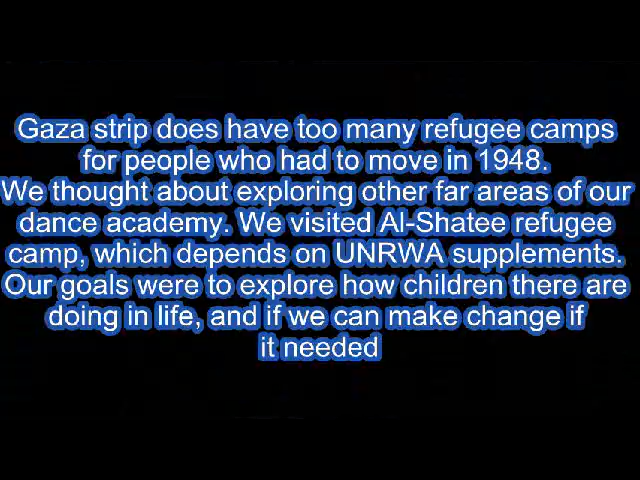 Gaza strip does have too many refugee camps
for people who had to move in 1948.
We thought about exploring other far areas of our
dance academy. We visited Al-Shatee refugee
camp, which depends on UNRWA supplements.
Our goals were to explore how children there are
doing in life, and if we can make change if
it needed